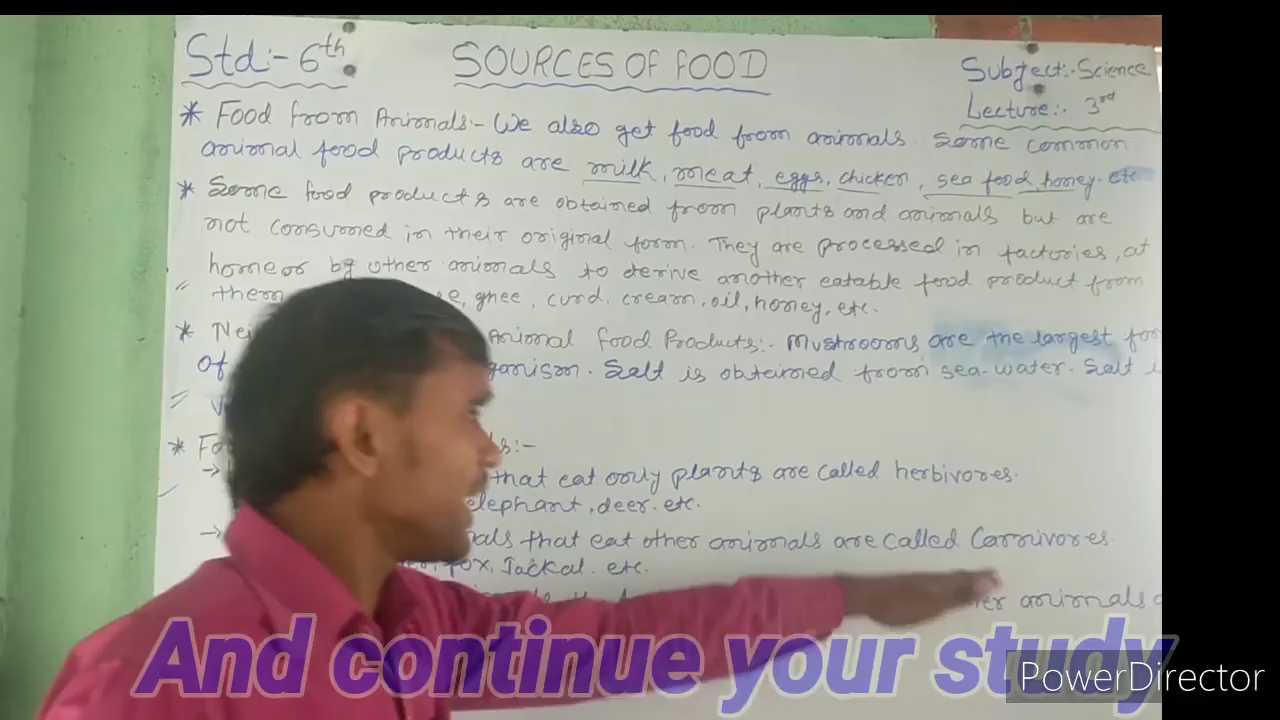 Std:- 6th
SOURCES OF FOOD
Subject:- Science
Lecture:- 3rd
* Food from Animals:- We also get food from animals. Some common
animal food products are milk, meat, eggs, chicken, sea food, honey. etc
* Some food products are obtained from plants and animals but are
not consumed in their original form. They are processed in factories, at
home or by other animals to derive another eatable food product from
them ghee, curd, cream, oil, honey, etc.
* Animal food Products:- Mushrooms are the largest
of Salt is obtained from sea-water. Salt
*
→ that eat only plants are called herbivores.
elephant, deer. etc.
→ that eat other animals are called Carnivores.
fox, Jackal. etc.
animals
And continue your study
PowerDirector